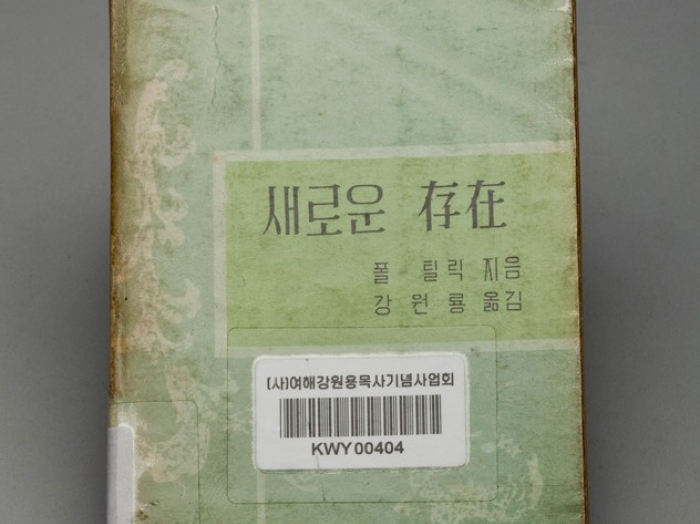 새로운 存在
폴 틸릭 지음
강원룡 옮김
(사)여해강원용목사기념사업회
KWY00404